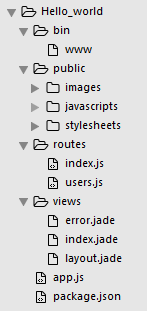 Hello_world
bin
www
public
images
javascripts
stylesheets
routes
index.js
users.js
views
error.jade
index.jade
layout.jade
app.js
package.json